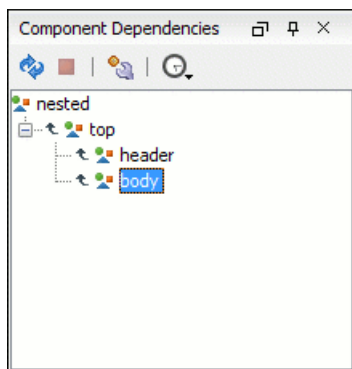 Component Dependencies
nested
top
header
body